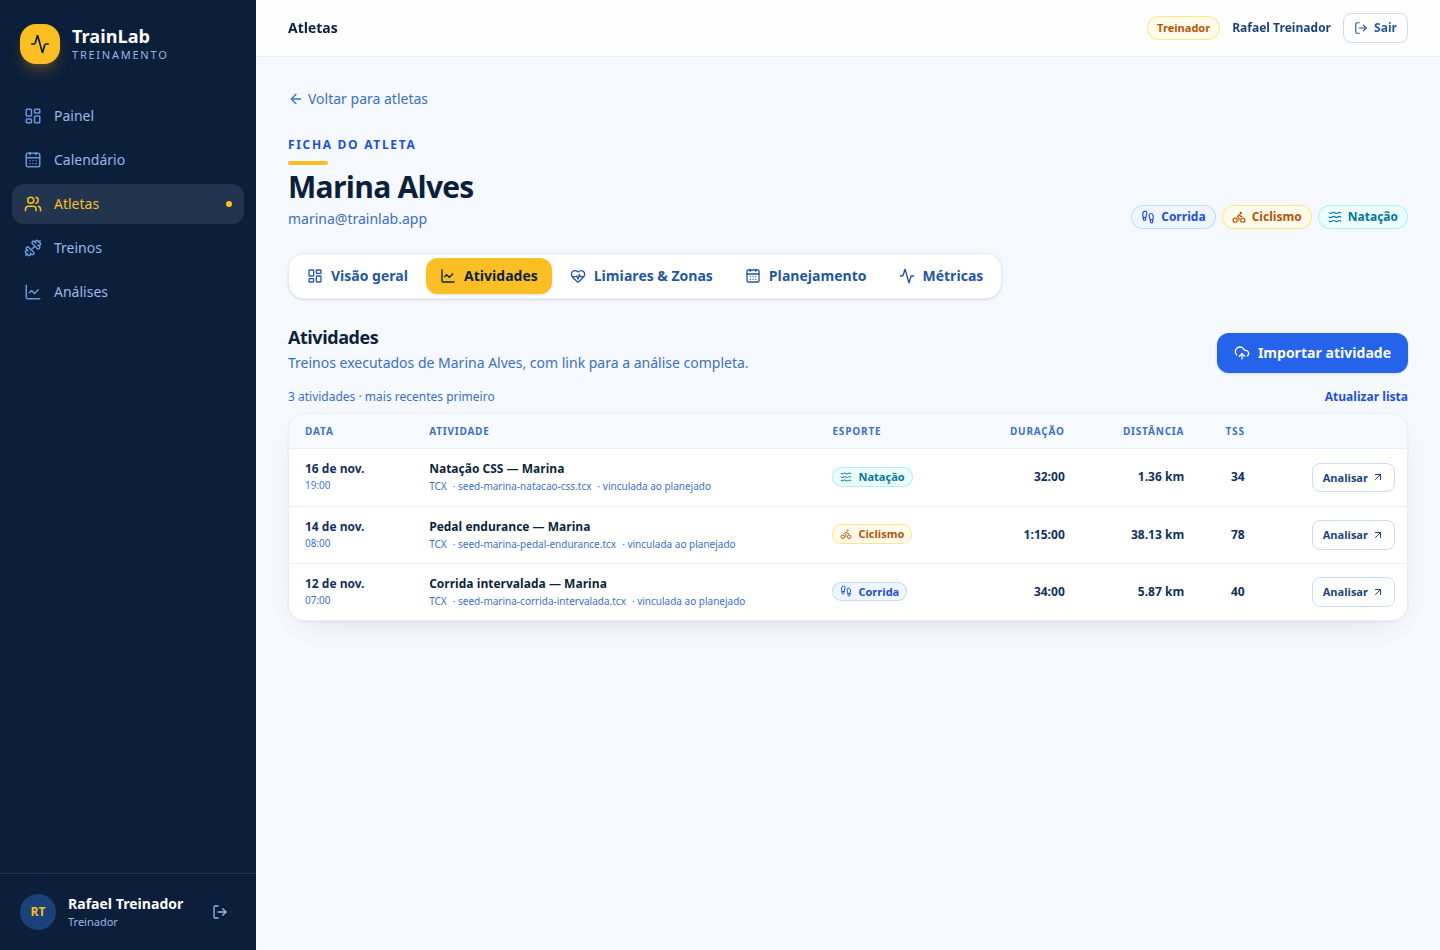 TrainLab
TREINAMENTO
Painel
Calendário
Atletas
Treinos
Análises
RT
Rafael Treinador
Treinador
Atletas
Treinador
Rafael Treinador
Sair
Voltar para atletas
FICHA DO ATLETA
Marina Alves
marina@trainlab.app
Corrida
Ciclismo
Natação
Visão geral
Atividades
Limiares & Zonas
Planejamento
Métricas
Atividades
Treinos executados de Marina Alves, com link para a análise completa.
Importar atividade
3 atividades · mais recentes primeiro
Atualizar lista
DATA ATIVIDADE ESPORTE DURAÇÃO DISTÂNCIA TSS
16 de nov. Natação CSS — Marina Natação 32:00 1.36 km 34 Analisar
19:00 TCX · seed-marina-natacao-css.tcx · vinculada ao planejado
14 de nov. Pedal endurance — Marina Ciclismo 1:15:00 38.13 km 78 Analisar
08:00 TCX · seed-marina-pedal-endurance.tcx · vinculada ao planejado
12 de nov. Corrida intervalada — Marina Corrida 34:00 5.87 km 40 Analisar
07:00 TCX · seed-marina-corrida-intervalada.tcx · vinculada ao planejado